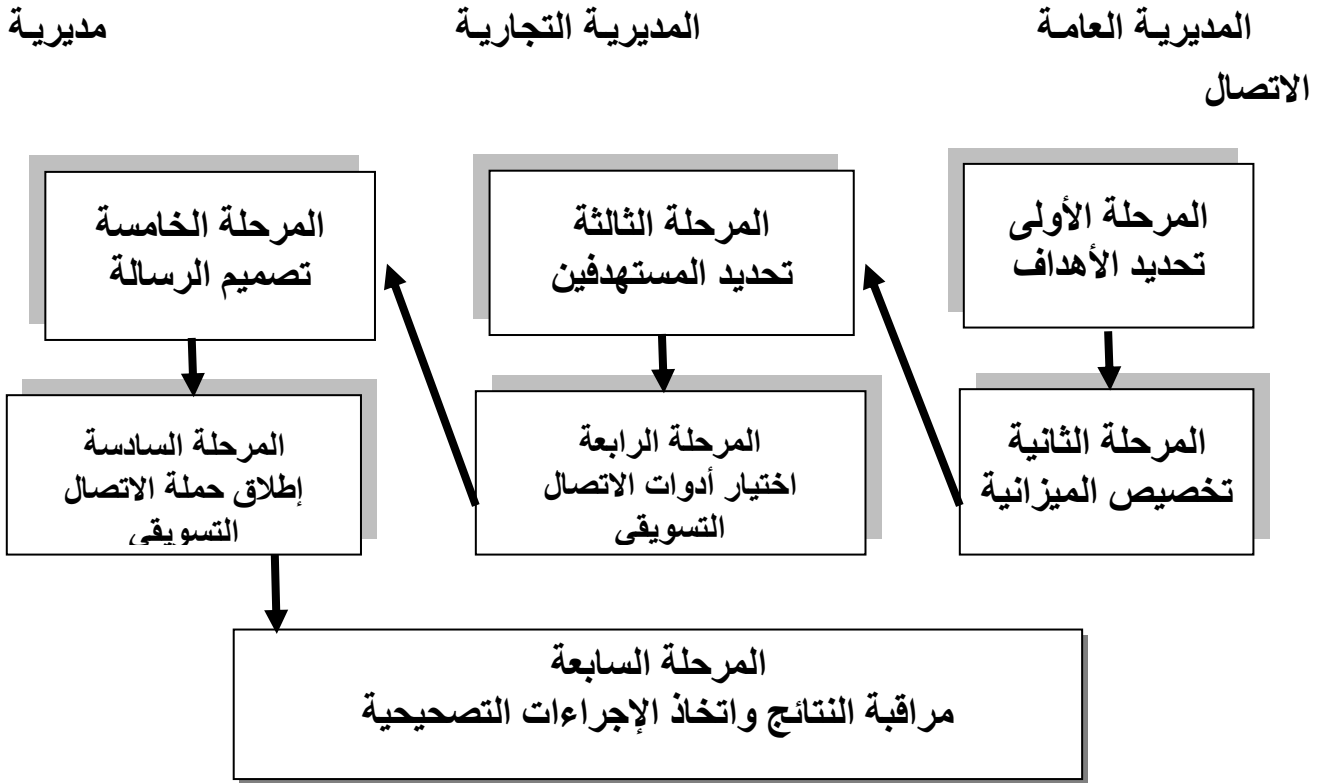 المديرية العامة المديرية التجارية مديرية
الاتصال
المرحلة الأولى
تحديد الأهداف
المرحلة الثانية
تخصيص الميزانية
المرحلة الثالثة
تحديد المستهدفين
المرحلة الرابعة
اختيار أدوات الاتصال
التسويقي
المرحلة الخامسة
تصميم الرسالة
المرحلة السادسة
إطلاق حملة الاتصال
التسويقي
المرحلة السابعة
مراقبة النتائج واتخاذ الإجراءات التصحيحية